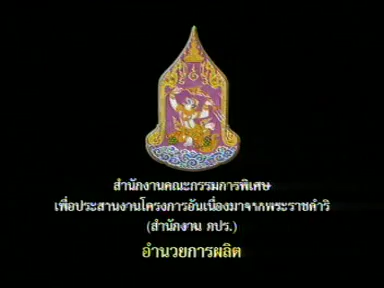 สำนักงานคณะกรรมการพิเศษ
เพื่อประสานงานโครงการอันเนื่องมาจากพระราชดำริ
(สำนักงาน กปร.)
อำนวยการผลิต